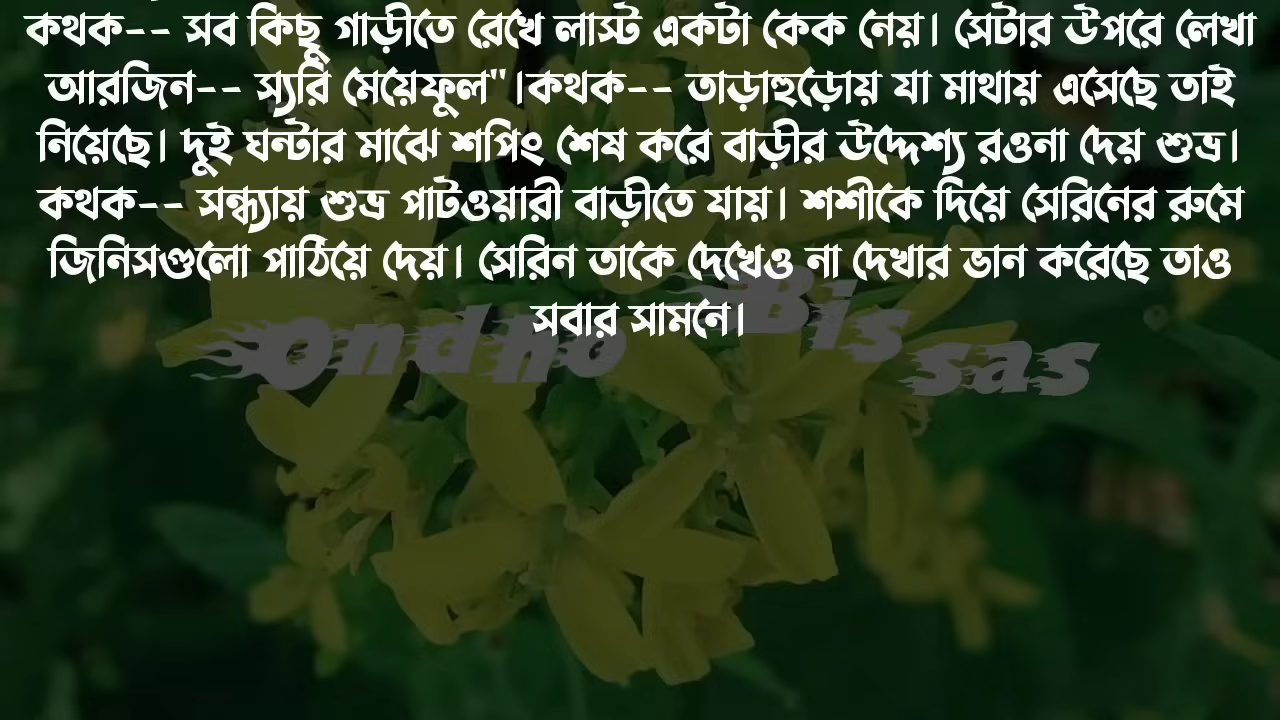 কথক-- সব কিছু গাড়ীতে রেখে লাস্ট একটা কেক নেয়। সেটার উপরে লেখা
আরজিন-- স্যরি মেয়েফুল"।কথক-- তাড়াহুড়োয় যা মাথায় এসেছে তাই
নিয়েছে। দুই ঘন্টার মাঝে শপিং শেষ করে বাড়ীর উদ্দেশ্য রওনা দেয় শুভ্র।
কথক-- সন্ধ্যায় শুভ্র পাটওয়ারী বাড়ীতে যায়। শশীকে দিয়ে সেরিনের রুমে
জিনিসগুলো পাঠিয়ে দেয়। সেরিন তাকে দেখেও না দেখার ভান করেছে তাও
সবার সামনে।
Ondho Bissas